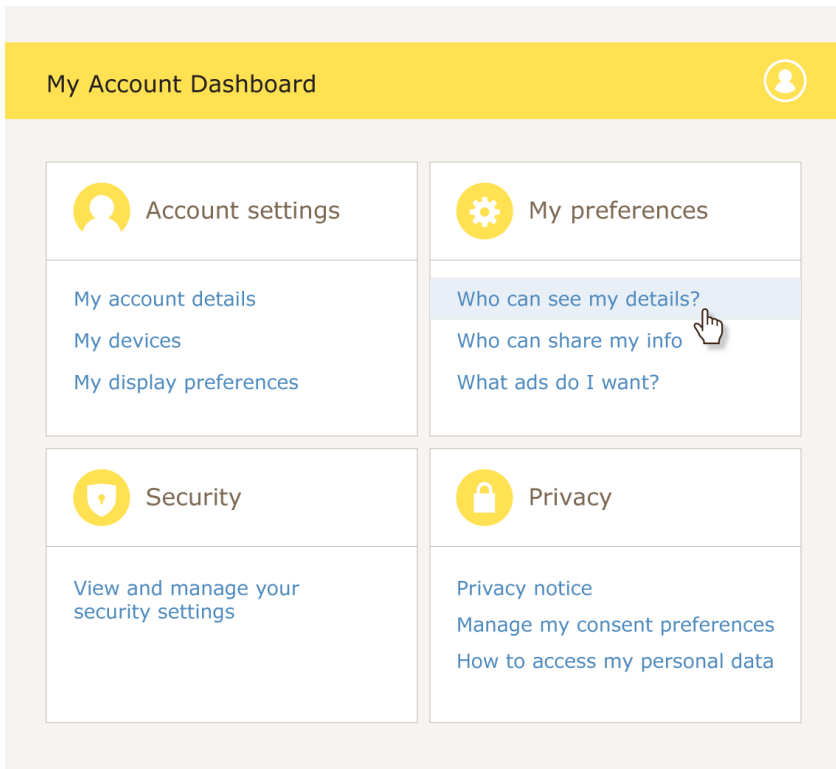 My Account Dashboard
Account settings
My account details
My devices
My display preferences
My preferences
Who can see my details?
Who can share my info
What ads do I want?
Security
View and manage your
security settings
Privacy
Privacy notice
Manage my consent preferences
How to access my personal data